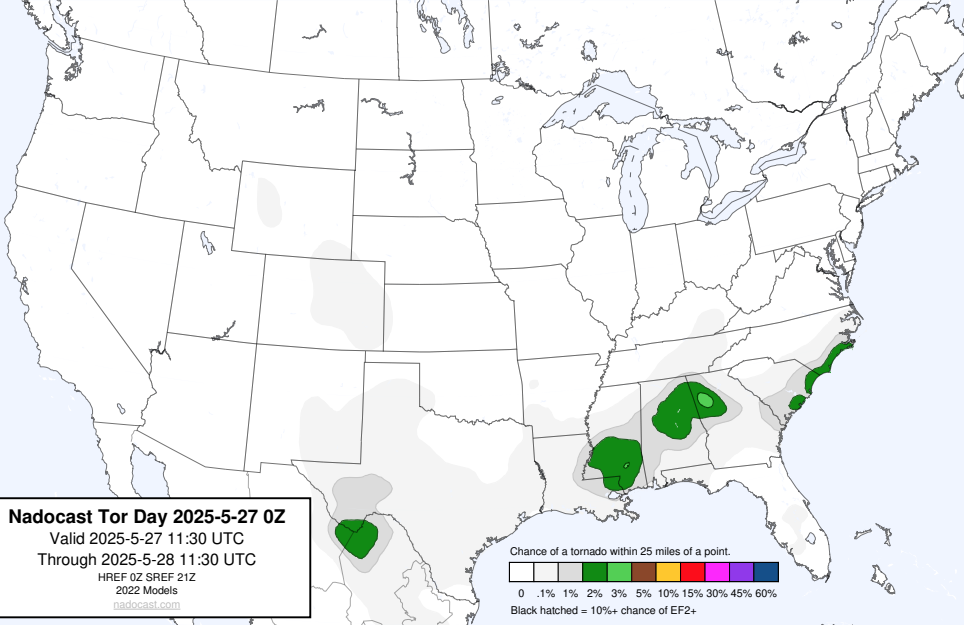 Nadocast Tor Day 2025-5-27 0Z
Valid 2025-5-27 11:30 UTC
Through 2025-5-28 11:30 UTC
HREF 0Z SREF 21Z
2022 Models
nadocast.com
Chance of a tornado within 25 miles of a point.
0 .1% 1% 2% 3% 5% 10% 15% 30% 45% 60%
Black hatched = 10%+ chance of EF2+